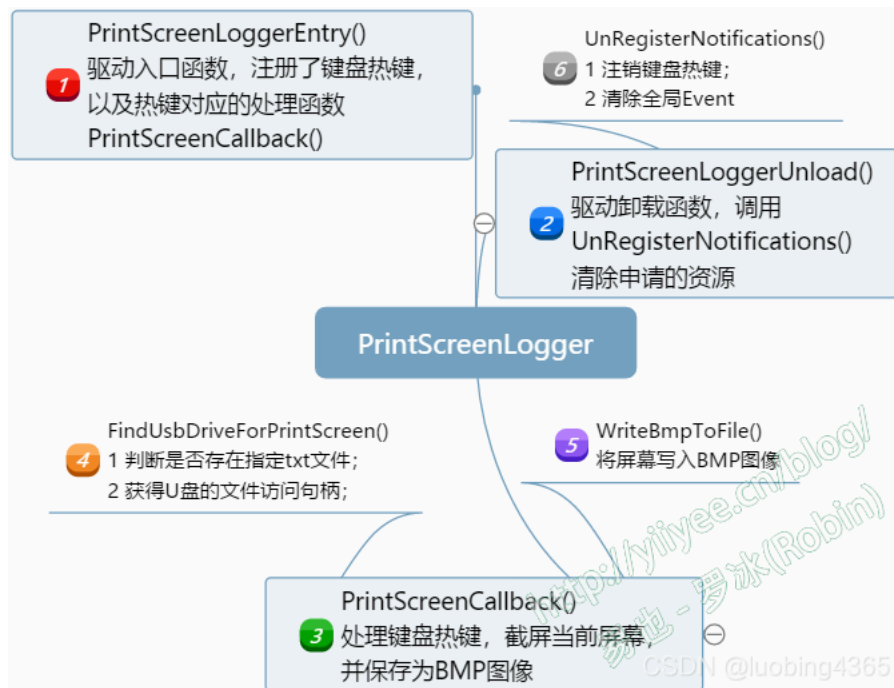 1
PrintScreenLoggerEntry()
驱动入口函数，注册了键盘热键，
以及热键对应的处理函数
PrintScreenCallback()
6
UnRegisterNotifications()
1 注销键盘热键；
2 清除全局Event
2
PrintScreenLoggerUnload()
驱动卸载函数，调用
UnRegisterNotifications()
清除申请的资源
PrintScreenLogger
4
FindUsbDriveForPrintScreen()
1 判断是否存在指定txt文件；
2 获得U盘的文件访问句柄；
5
WriteBmpToFile()
将屏幕写入BMP图像
3
PrintScreenCallback()
处理键盘热键，截屏当前屏幕，
并保存为BMP图像
http://yiiyee.cn/blog/
易也 - 罗冰(Robin)
CSDN @luobing4365